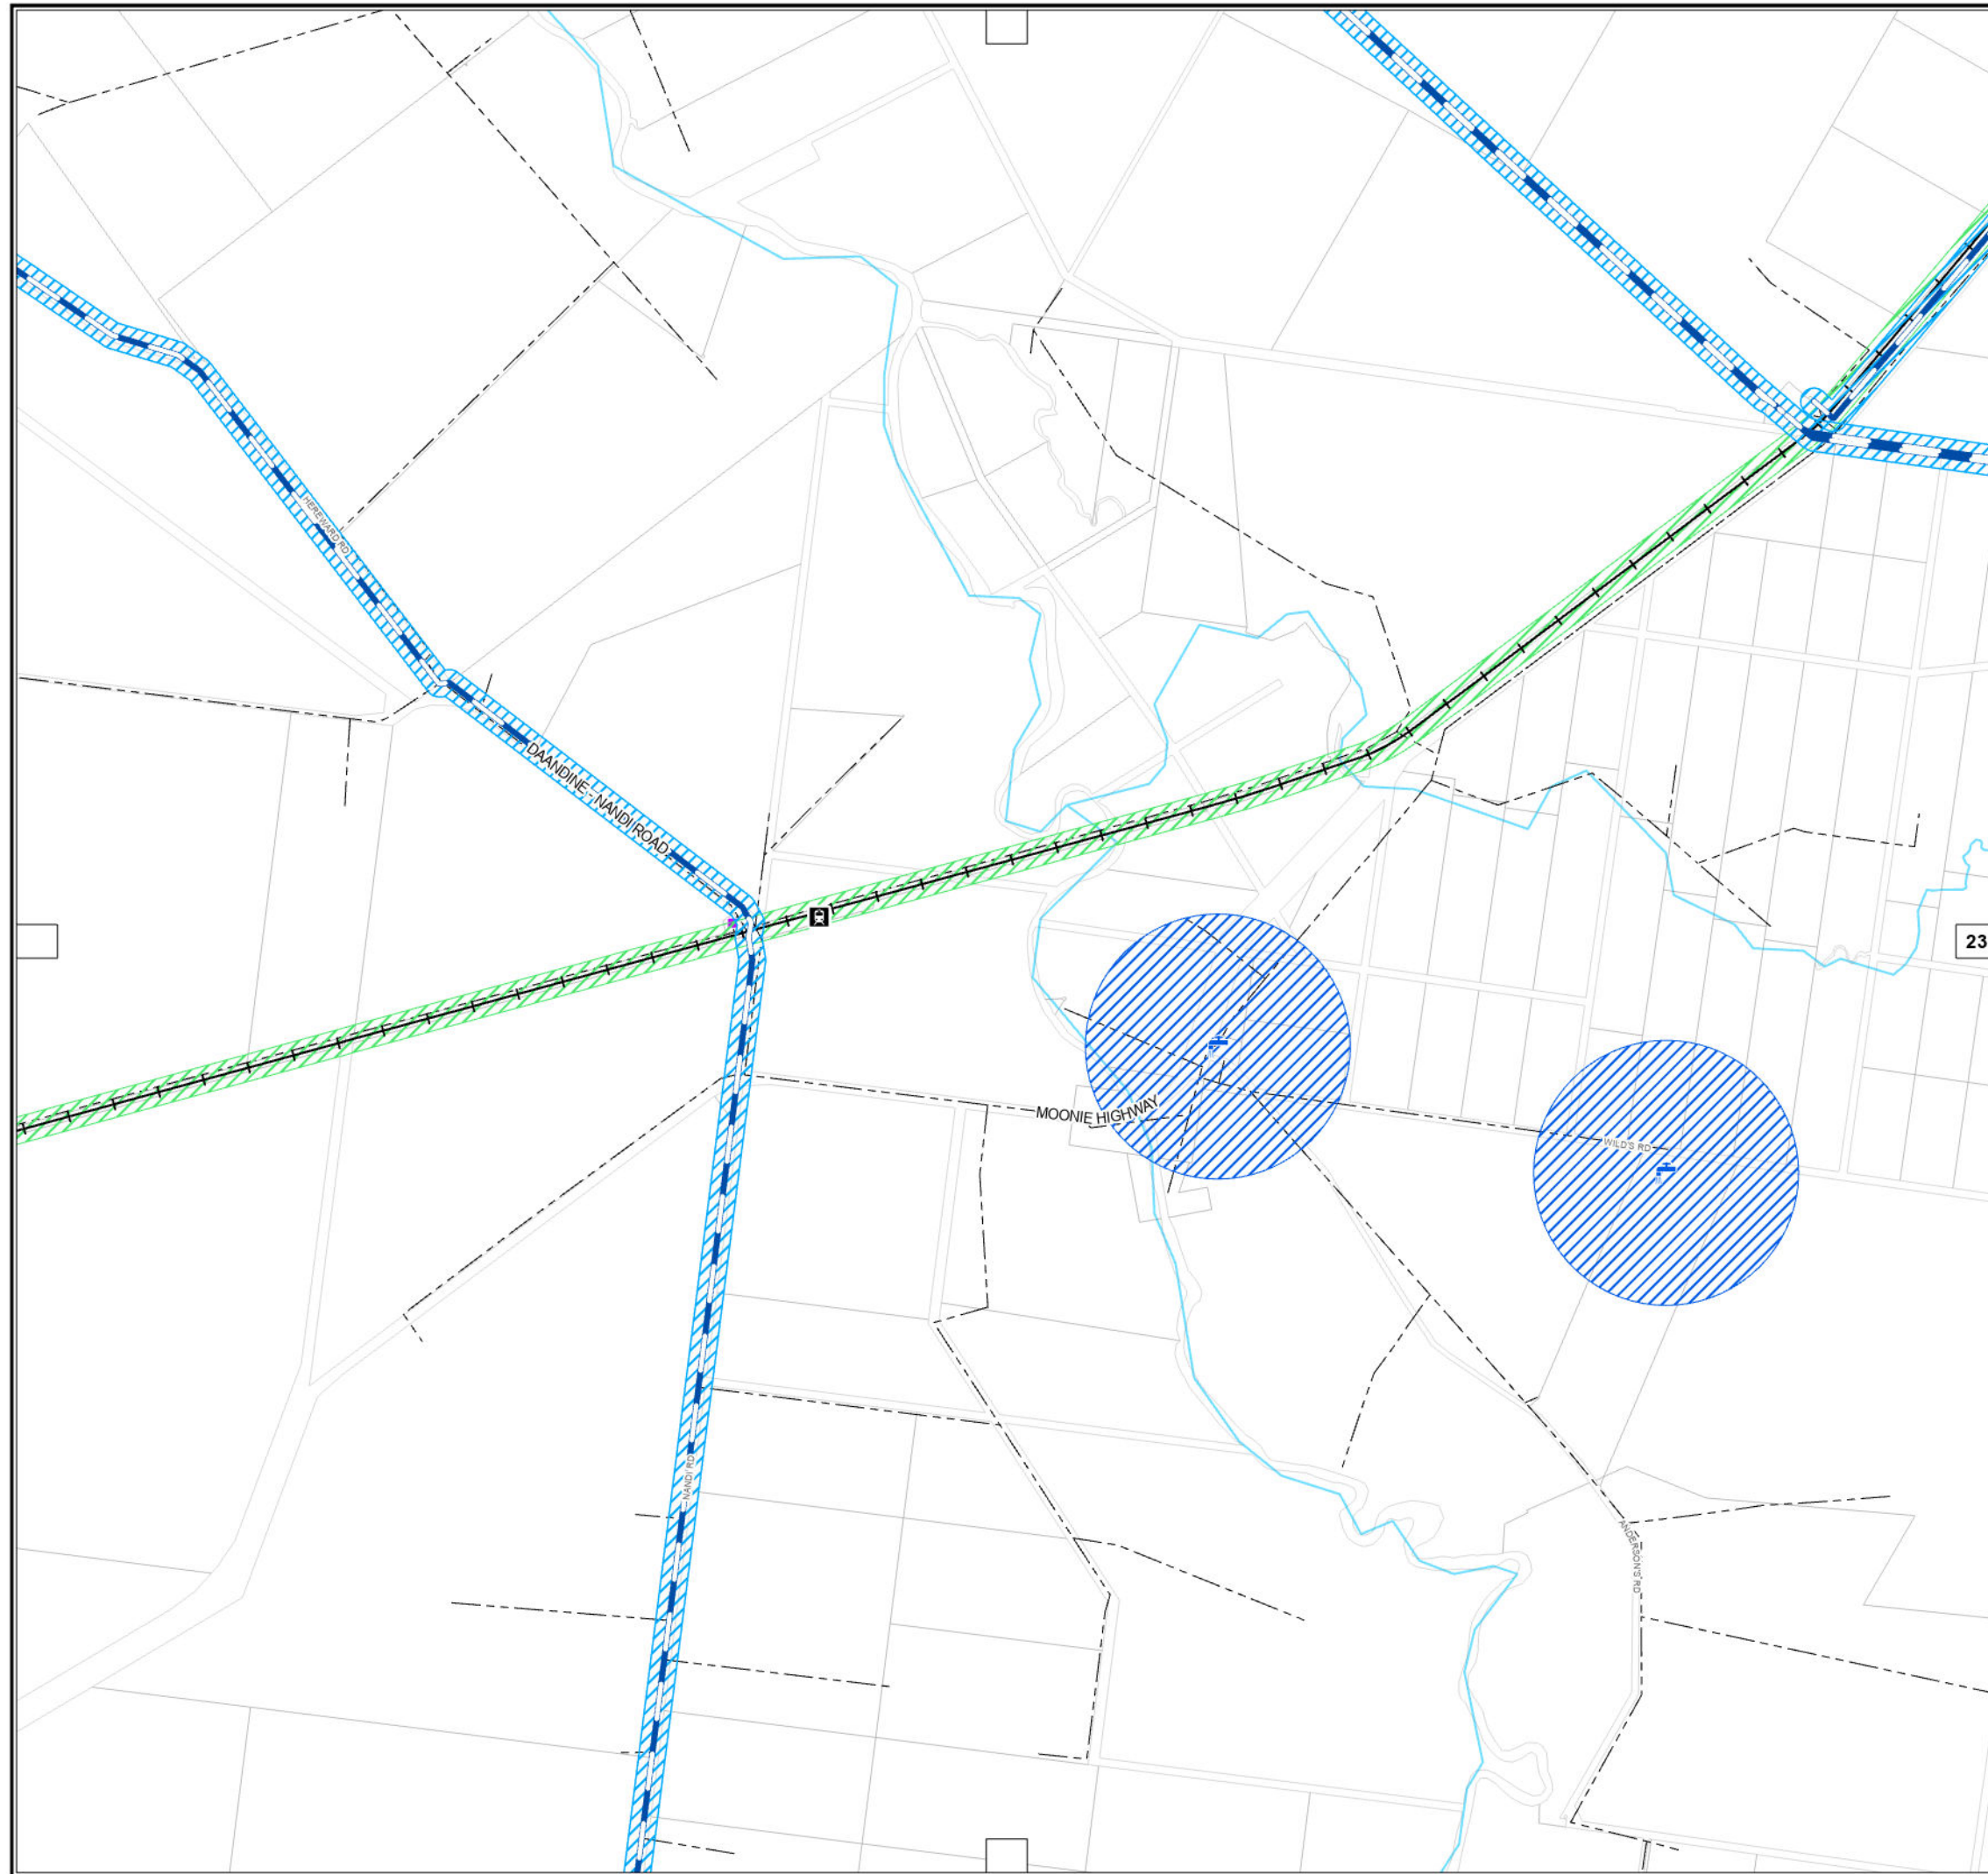 HEREWARD RD
DAANDINE - NANDI ROAD
23
MOONIE HIGHWAY
WILD'S RD
NANDI RD
ANDERSON'S RD